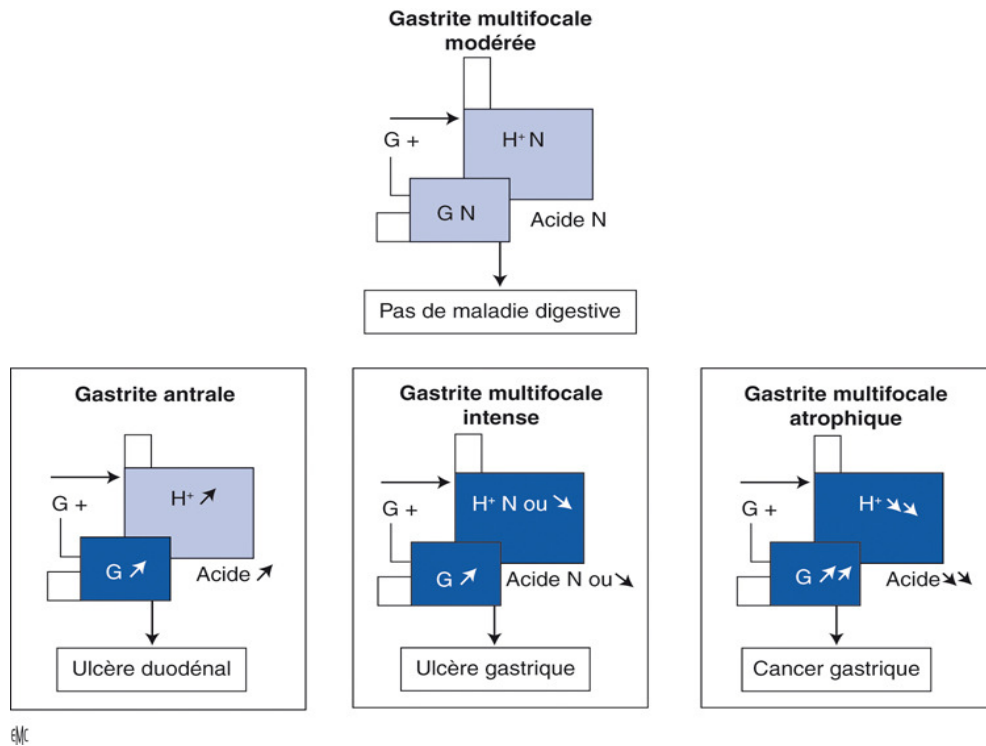 Gastrite multifocale
modérée
H⁺ N
G +
G N
Acide N
Pas de maladie digestive
Gastrite antrale
H⁺ ↗
G +
G ↗
Acide ↗
Ulcère duodénal
Gastrite multifocale
intense
H⁺ N ou ↘
G +
G ↗
Acide N ou ↘
Ulcère gastrique
Gastrite multifocale
atrophique
H⁺ ↘↘
G +
G ↗↗
Acide ↘↘
Cancer gastrique
EMC